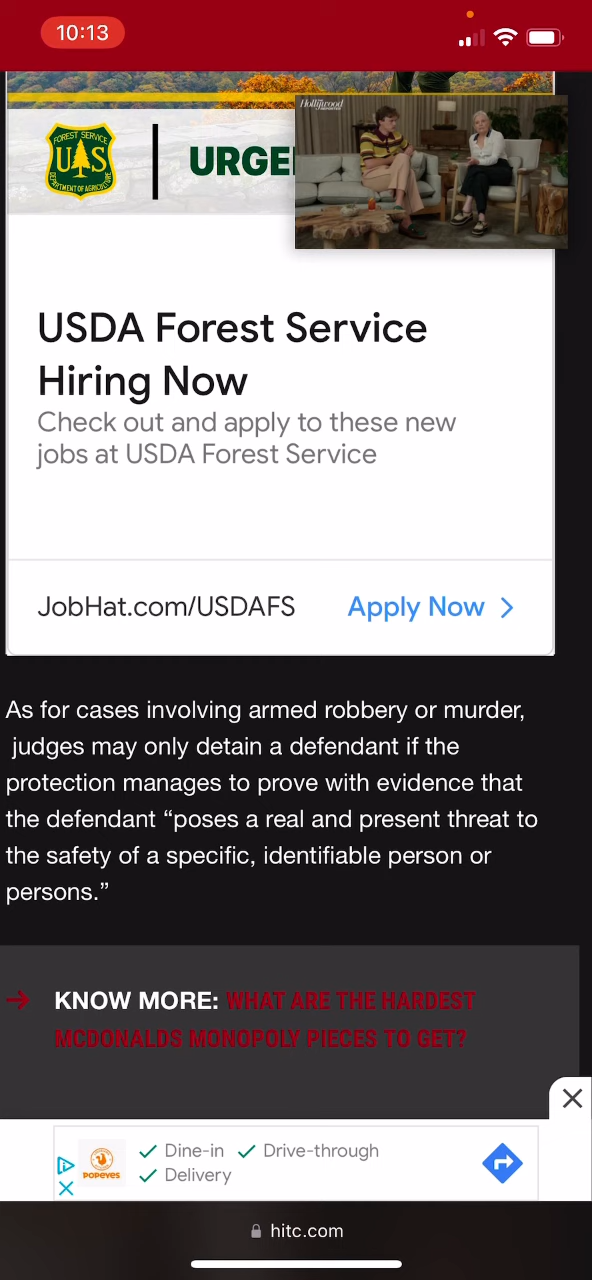 10:13
Hollywood
REPORTER
FOREST SERVICE
UAS
DEPARTMENT OF AGRICULTURE
URGE
USDA Forest Service
Hiring Now
Check out and apply to these new
jobs at USDA Forest Service
JobHat.com/USDAFS Apply Now
As for cases involving armed robbery or murder,
judges may only detain a defendant if the
protection manages to prove with evidence that
the defendant “poses a real and present threat to
the safety of a specific, identifiable person or
persons.”
KNOW MORE: WHAT ARE THE HARDEST
MCDONALDS MONOPOLY PIECES TO GET?
POPEYES
Dine-in Drive-through
Delivery
hitc.com